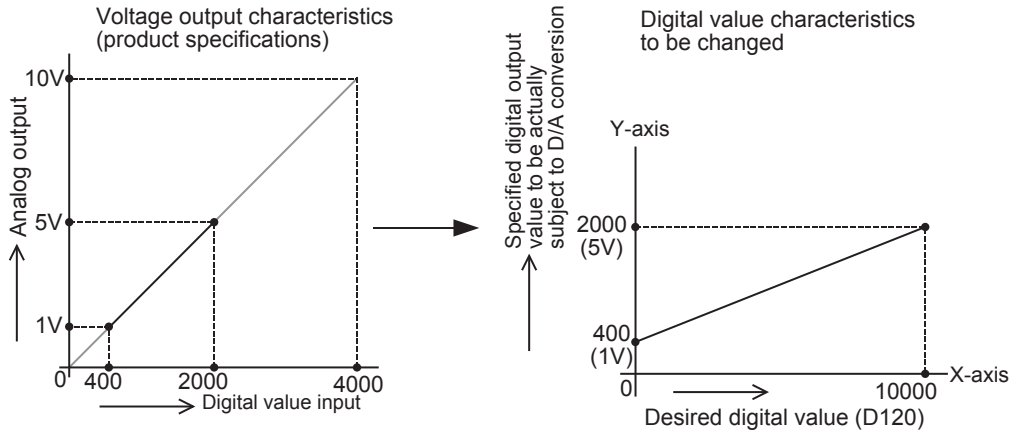 Voltage output characteristics
(product specifications)
10V
5V
1V
0
400
2000
4000
Analog output
Digital value input
Specified digital output
value to be actually
subject to D/A conversion
Digital value characteristics
to be changed
Y-axis
2000
(5V)
400
(1V)
0
10000
X-axis
Desired digital value (D120)